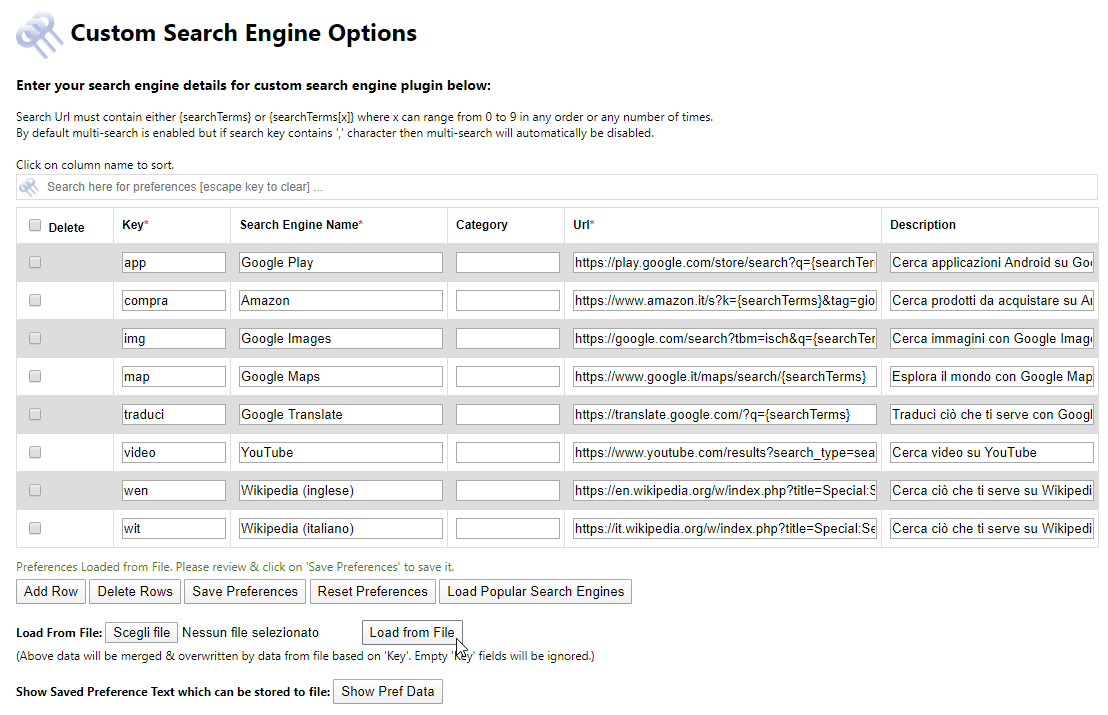 Custom Search Engine Options
Enter your search engine details for custom search engine plugin below:
Search Url must contain either {searchTerms} or {searchTerms[x]} where x can range from 0 to 9 in any order or any number of times.
By default multi-search is enabled but if search key contains ',' character then multi-search will automatically be disabled.
Click on column name to sort.
Search here for preferences [escape key to clear] ...
Delete Key* Search Engine Name* Category Url* Description
app Google Play https://play.google.com/store/search?q={searchTer Cerca applicazioni Android su Goo
compra Amazon https://www.amazon.it/s?k={searchTerms}&tag=gio Cerca prodotti da acquistare su A
img Google Images https://google.com/search?tbm=isch&q={searchTer Cerca immagini con Google Imag
map Google Maps https://www.google.it/maps/search/{searchTerms} Esplora il mondo con Google Map
traduci Google Translate https://translate.google.com/?q={searchTerms} Traduci ciò che ti serve con Googl
video YouTube https://www.youtube.com/results?search_type=sea Cerca video su YouTube
wen Wikipedia (inglese) https://en.wikipedia.org/w/index.php?title=Special:S Cerca ciò che ti serve su Wikipedi
wit Wikipedia (italiano) https://it.wikipedia.org/w/index.php?title=Special:Se Cerca ciò che ti serve su Wikipedi
Preferences Loaded from File. Please review & click on 'Save Preferences' to save it.
Add Row Delete Rows Save Preferences Reset Preferences Load Popular Search Engines
Load From File: Scegli file Nessun file selezionato Load from File
(Above data will be merged & overwritten by data from file based on 'Key'. Empty 'Key' fields will be ignored.)
Show Saved Preference Text which can be stored to file: Show Pref Data